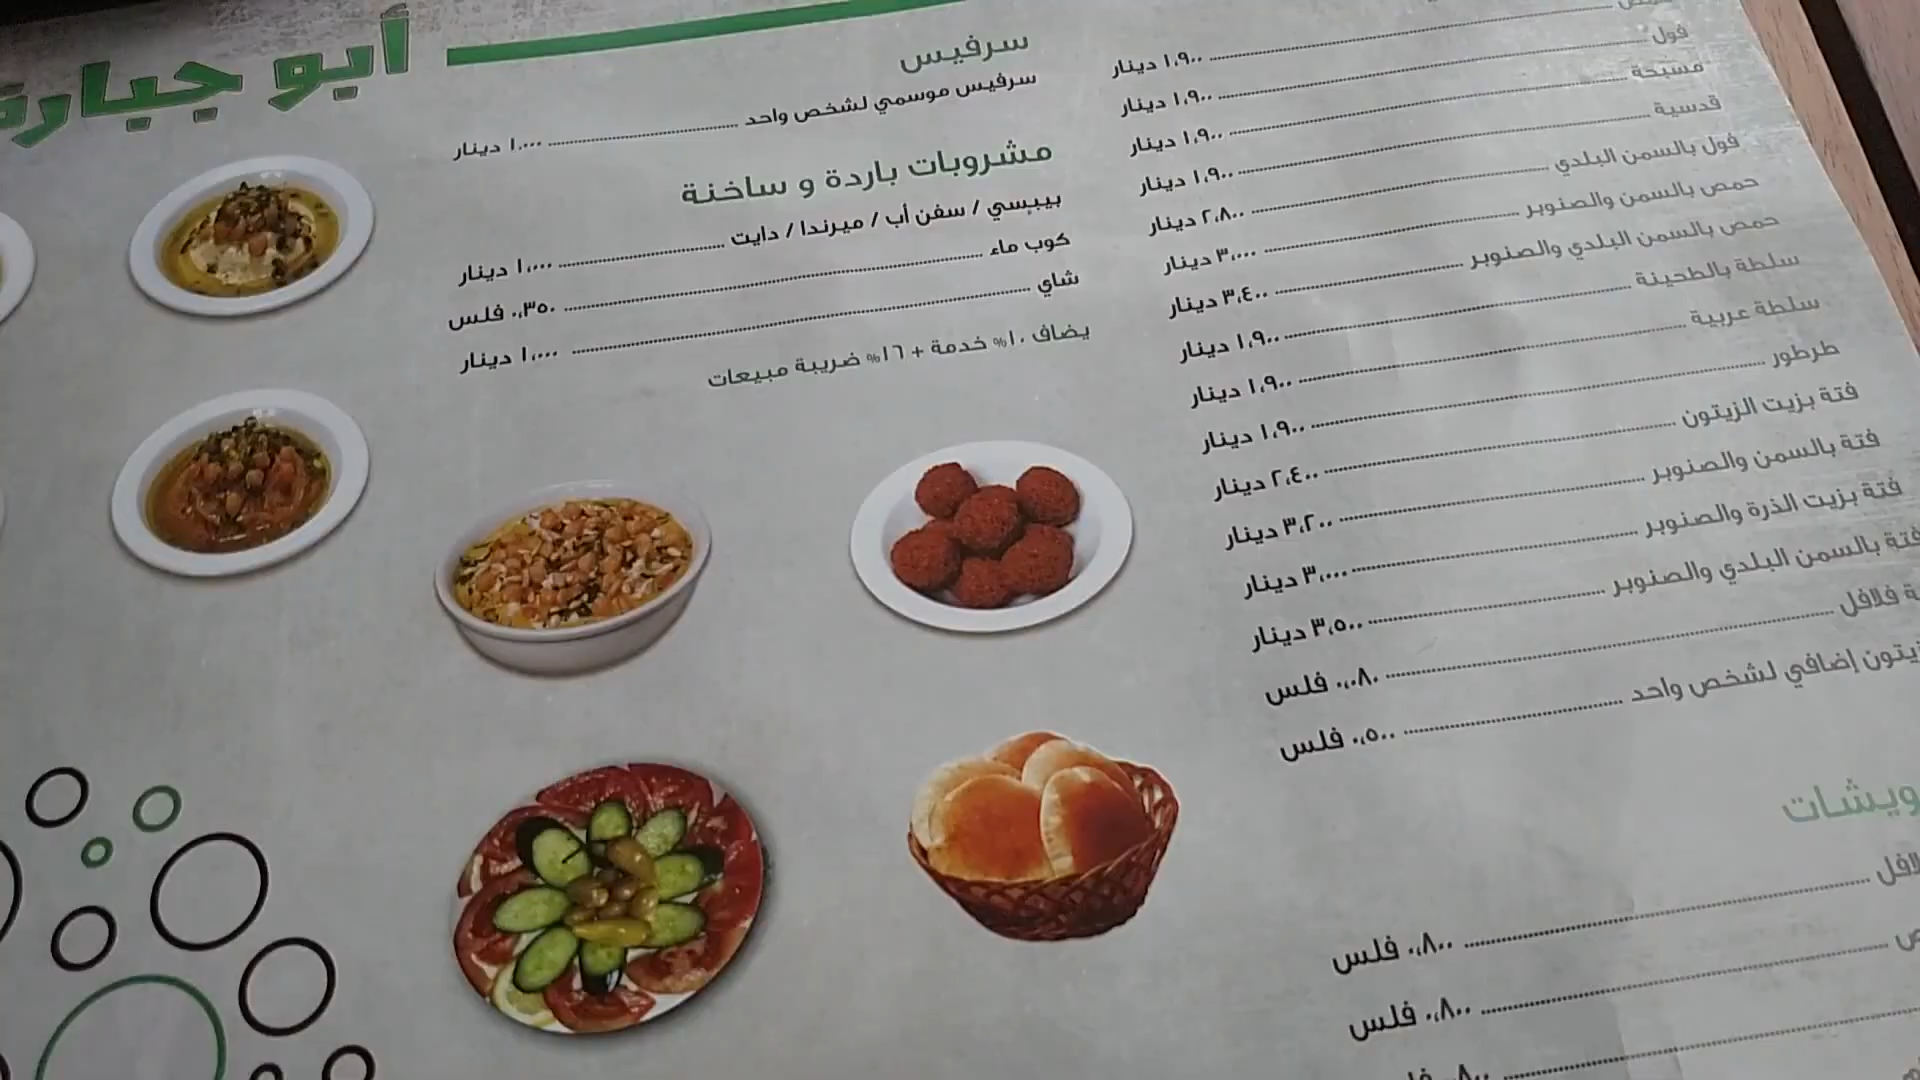 أبو جبارة
١,٩٠٠ دينار
فول ١,٩٠٠ دينار
مسبحة ١,٩٠٠ دينار
قدسية ١,٩٠٠ دينار
فول بالسمن البلدي ٢,٨٠٠ دينار
حمص بالسمن والصنوبر ٣,٠٠٠ دينار
حمص بالسمن البلدي والصنوبر ٣,٤٠٠ دينار
سلطة بالطحينة ١,٩٠٠ دينار
سلطة عربية ١,٩٠٠ دينار
طرطور ١,٩٠٠ دينار
فتة بزيت الزيتون ٢,٤٠٠ دينار
فتة بالسمن والصنوبر ٣,٢٠٠ دينار
فتة بزيت الذرة والصنوبر ٣,٠٠٠ دينار
فتة بالسمن البلدي والصنوبر ٣,٥٠٠ دينار
فلافل ٠,٠٨٠ فلس
إضافي لشخص واحد ٠,٥٠٠ فلس
٠,٨٠٠ فلس
٠,٨٠٠ فلس
سرفيس
سرفيس موسمي لشخص واحد ١,٠٠٠ دينار
مشروبات باردة و ساخنة
بيبسي / سفن أب / ميرندا / دايت ١,٠٠٠ دينار
كوب ماء ٠,٣٥٠ فلس
شاي ١,٠٠٠ دينار
يضاف ١٠% خدمة + ١٦% ضريبة مبيعات